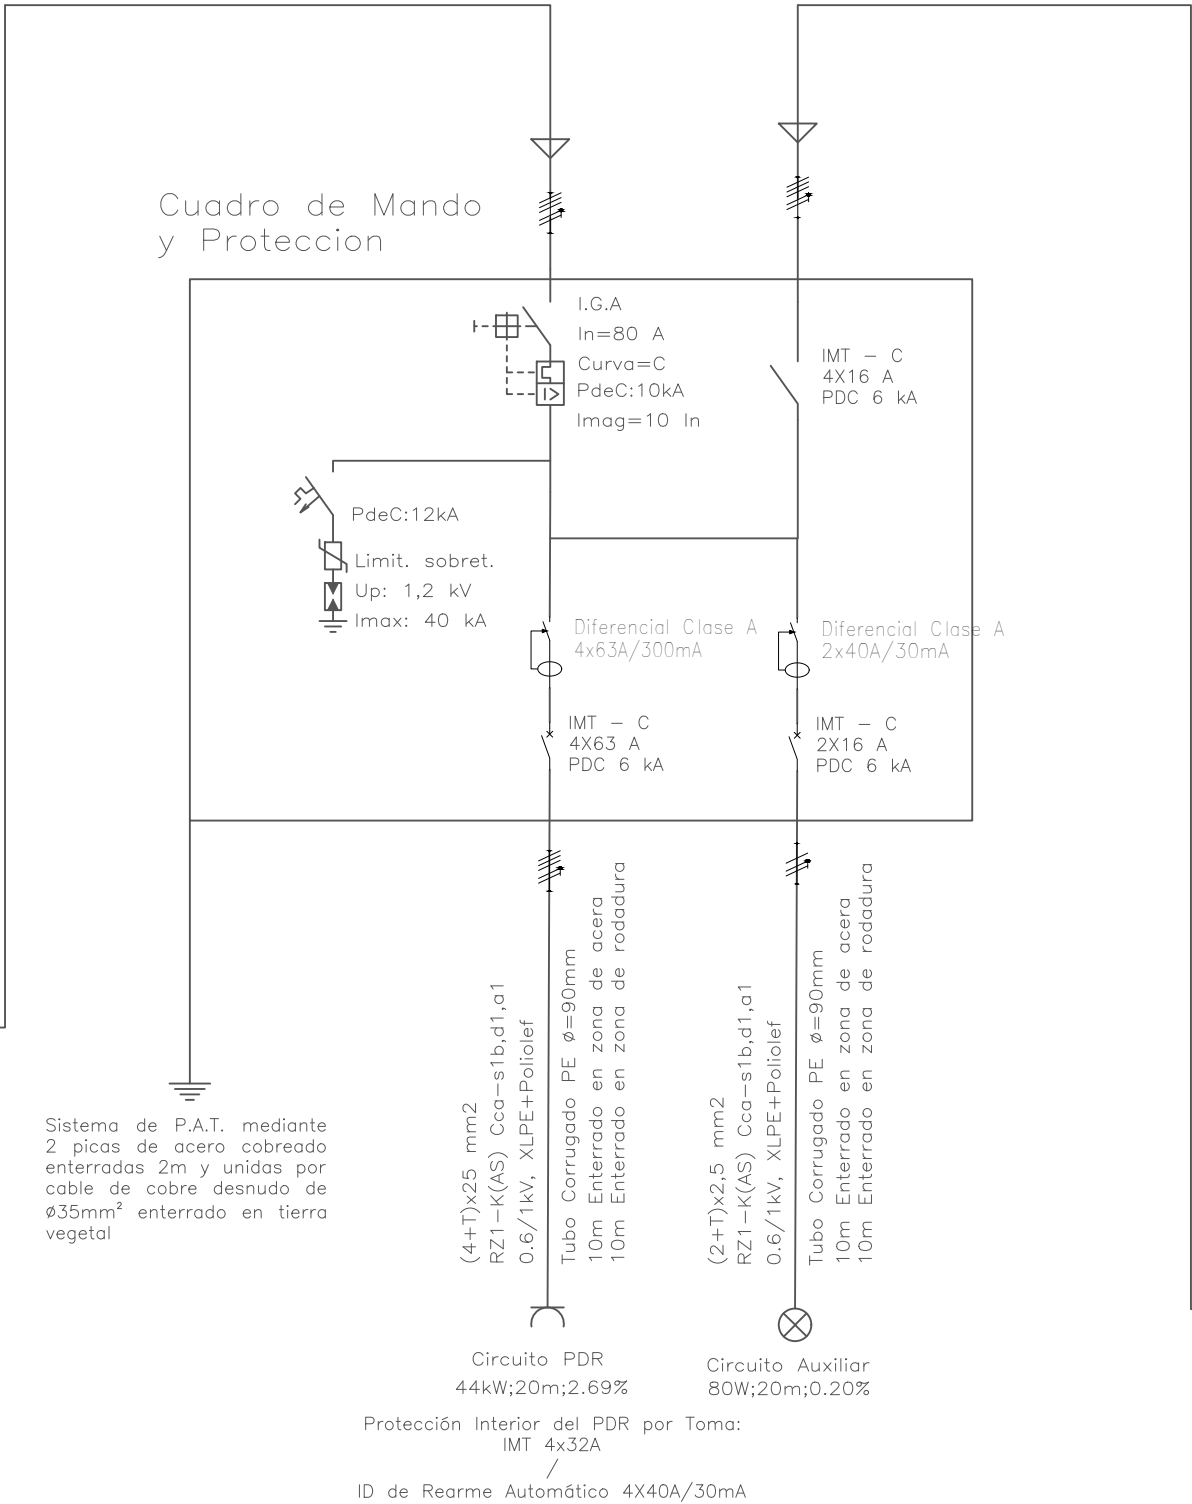 Cuadro de Mando
y Proteccion
I.G.A
In=80 A
Curva=C
PdeC:10kA
Imag=10 In
IMT - C
4X16 A
PDC 6 kA
PdeC:12kA
Limit. sobret.
Up: 1,2 kV
Imax: 40 kA
Diferencial Clase A
4x63A/300mA
Diferencial Clase A
2x40A/30mA
IMT - C
4X63 A
PDC 6 kA
IMT - C
2X16 A
PDC 6 kA
(4+T)x25 mm2
RZ1-K(AS) Cca-s1b,d1,a1
0.6/1kV, XLPE+Poliolef
Tubo Corrugado PE ø=90mm
10m Enterrado en zona de acera
10m Enterrado en zona de rodadura
(2+T)x2,5 mm2
RZ1-K(AS) Cca-s1b,d1,a1
0.6/1kV, XLPE+Poliolef
Tubo Corrugado PE ø=90mm
10m Enterrado en zona de acera
10m Enterrado en zona de rodadura
Sistema de P.A.T. mediante
2 picas de acero cobreado
enterradas 2m y unidas por
cable de cobre desnudo de
ø35mm² enterrado en tierra
vegetal
Circuito PDR
44kW;20m;2.69%
Circuito Auxiliar
80W;20m;0.20%
Protección Interior del PDR por Toma:
IMT 4x32A
/
ID de Rearme Automático 4X40A/30mA